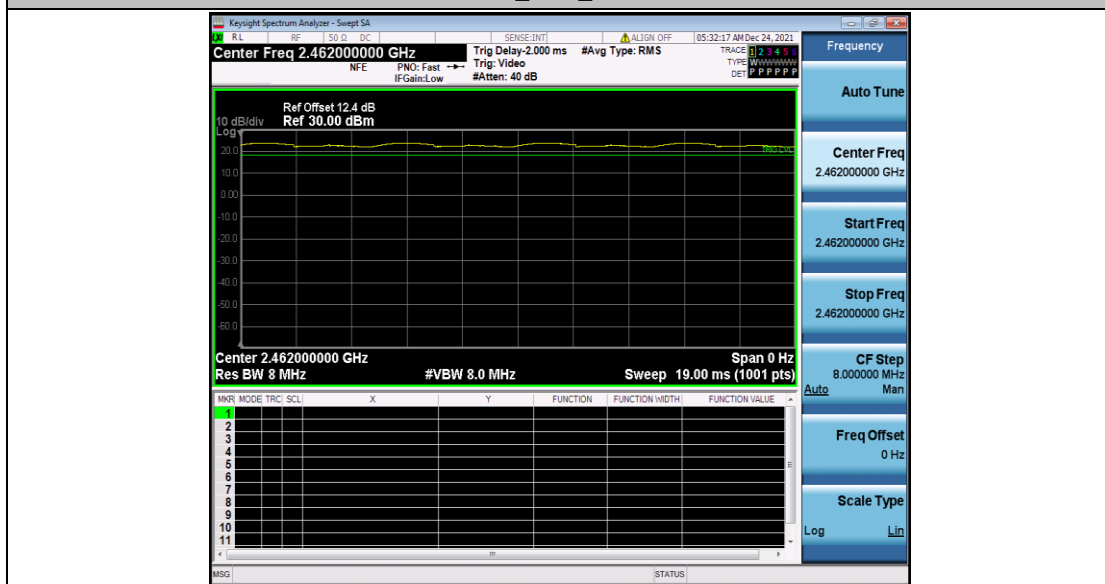 Keysight Spectrum Analyzer - Swept SA
RL RF 50 Ω DC SENSE:INT ALIGN OFF 05:32:17 AM Dec 24, 2021
Center Freq 2.462000000 GHz
NFE PNO: Fast
IFGain:Low
Trig Delay-2.000 ms
Trig: Video
#Atten: 40 dB
#Avg Type: RMS
TRACE 1 2 3 4 5 6
TYPE W
DET P P P P P P
Ref Offset 12.4 dB
10 dB/div Ref 30.00 dBm
Log
20.0
TRIG LVL
10.0
0.00
-10.0
-20.0
-30.0
-40.0
-50.0
-60.0
Center 2.462000000 GHz Span 0 Hz
Res BW 8 MHz #VBW 8.0 MHz Sweep 19.00 ms (1001 pts)
MKR MODE TRC SCL X Y FUNCTION FUNCTION WIDTH FUNCTION VALUE
1
2
3
4
5
6
7
8
9
10
11
MSG STATUS
Frequency
Auto Tune
Center Freq
2.462000000 GHz
Start Freq
2.462000000 GHz
Stop Freq
2.462000000 GHz
CF Step
8.000000 MHz
Auto Man
Freq Offset
0 Hz
Scale Type
Log Lin